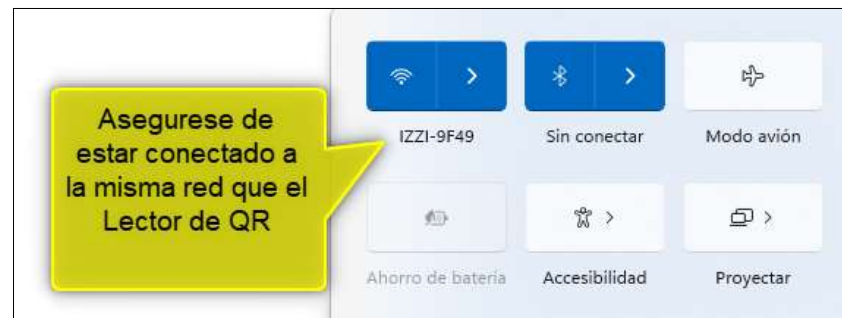 Asegurese de
estar conectado a
la misma red que el
Lector de QR
IZZI-9F49
Sin conectar
Modo avión
Ahorro de batería
Accesibilidad
Proyectar